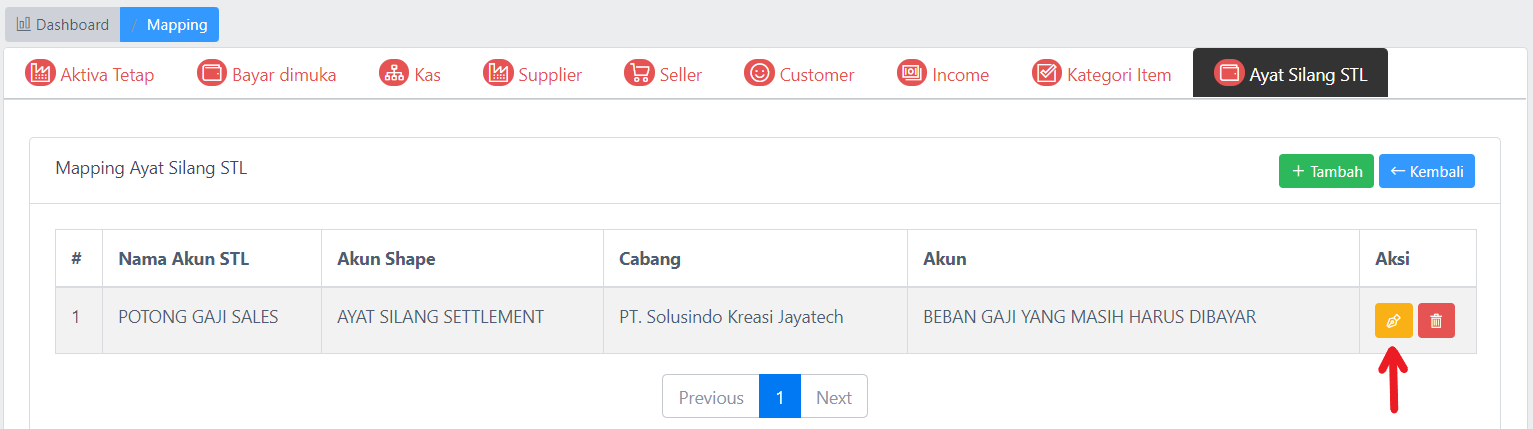 Dashboard / Mapping
Aktiva Tetap Bayar dimuka Kas Supplier Seller Customer Income Kategori Item Ayat Silang STL
Mapping Ayat Silang STL + Tambah ← Kembali
# Nama Akun STL Akun Shape Cabang Akun Aksi
1 POTONG GAJI SALES AYAT SILANG SETTLEMENT PT. Solusindo Kreasi Jayatech BEBAN GAJI YANG MASIH HARUS DIBAYAR
Previous 1 Next